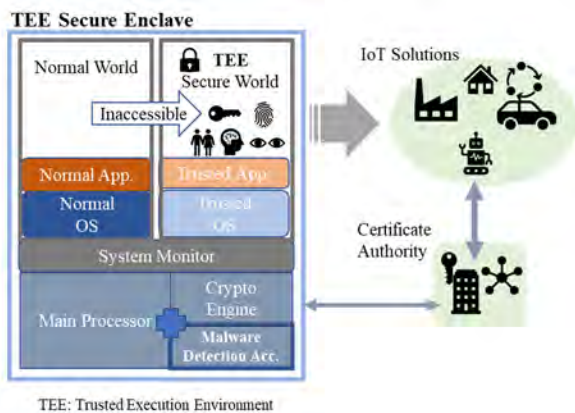 TEE Secure Enclave
Normal World
TEE
Secure World
Inaccessible
Normal App.
Trusted App.
Normal
OS
Trusted
OS
System Monitor
Main Processor
Crypto
Engine
Malware
Detection Acc.
IoT Solutions
Certificate
Authority
TEE: Trusted Execution Environment